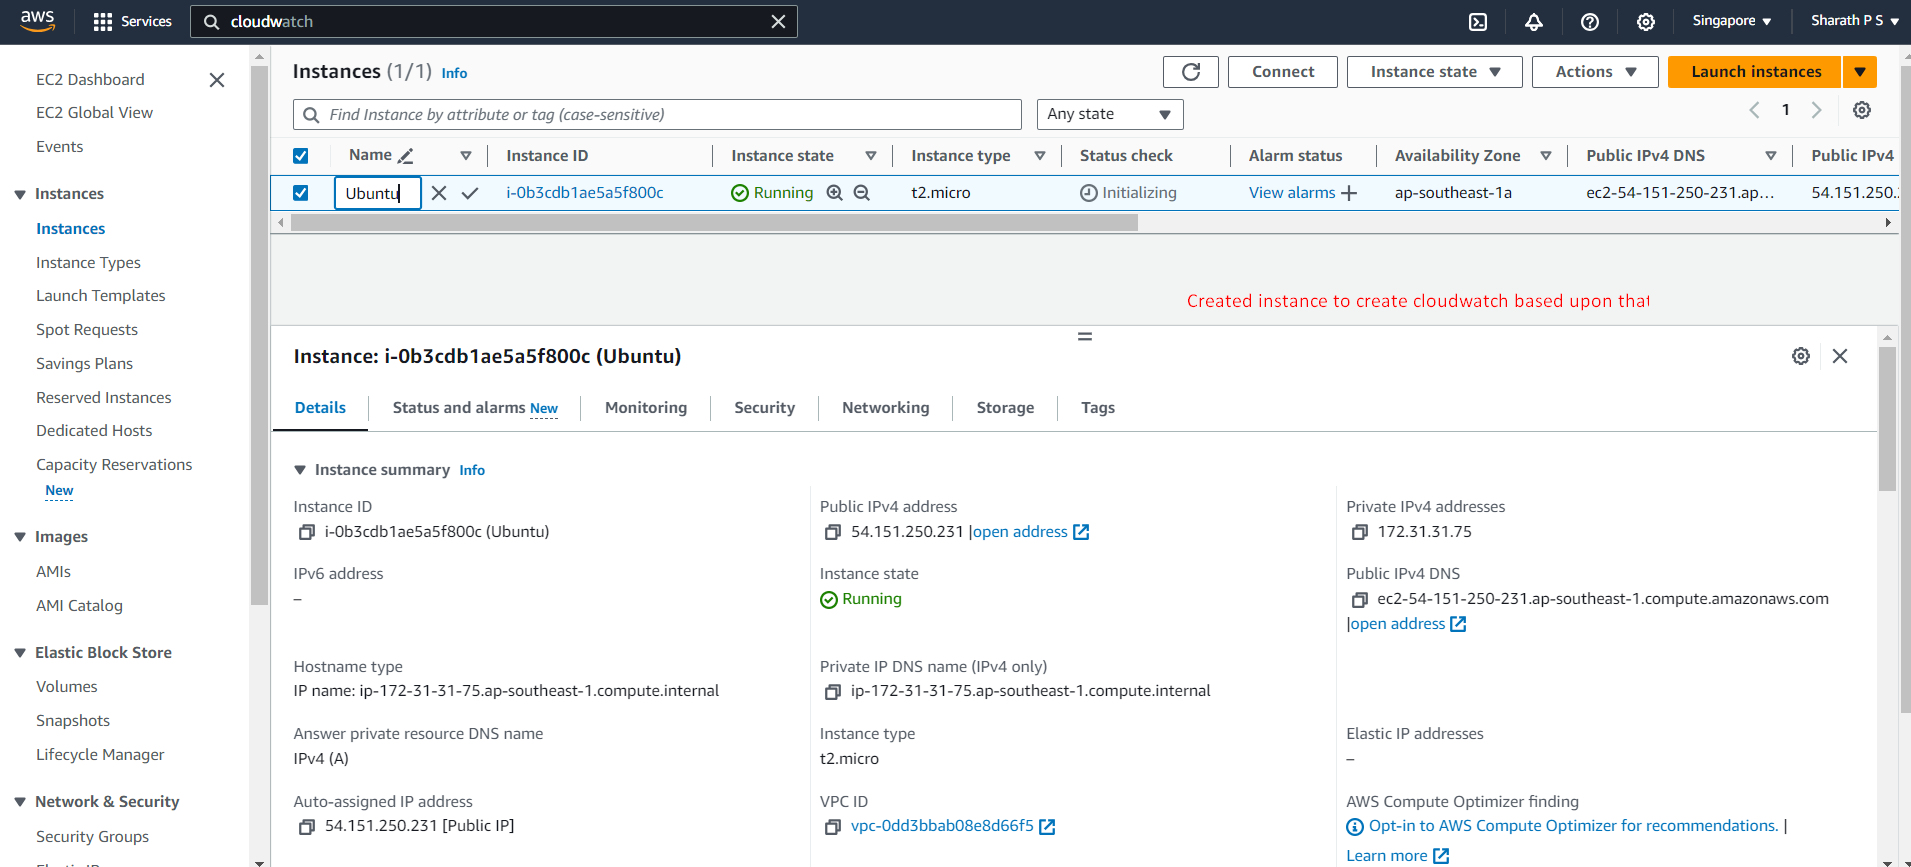 aws Services cloudwatch Singapore Sharath P S
EC2 Dashboard
EC2 Global View
Events
Instances
Instances
Instance Types
Launch Templates
Spot Requests
Savings Plans
Reserved Instances
Dedicated Hosts
Capacity Reservations
New
Images
AMIs
AMI Catalog
Elastic Block Store
Volumes
Snapshots
Lifecycle Manager
Network & Security
Security Groups
Instances (1/1) Info Connect Instance state Actions Launch instances
Find Instance by attribute or tag (case-sensitive) Any state 1
Name Instance ID Instance state Instance type Status check Alarm status Availability Zone Public IPv4 DNS Public IPv4
Ubuntu i-0b3cdb1ae5a5f800c Running t2.micro Initializing View alarms + ap-southeast-1a ec2-54-151-250-231.ap... 54.151.250.
Created instance to create cloudwatch based upon that
Instance: i-0b3cdb1ae5a5f800c (Ubuntu)
Details Status and alarms New Monitoring Security Networking Storage Tags
Instance summary Info
Instance ID Public IPv4 address Private IPv4 addresses
i-0b3cdb1ae5a5f800c (Ubuntu) 54.151.250.231 |open address 172.31.31.75
IPv6 address Instance state Public IPv4 DNS
– Running ec2-54-151-250-231.ap-southeast-1.compute.amazonaws.com
|open address
Hostname type Private IP DNS name (IPv4 only)
IP name: ip-172-31-31-75.ap-southeast-1.compute.internal ip-172-31-31-75.ap-southeast-1.compute.internal
Answer private resource DNS name Instance type Elastic IP addresses
IPv4 (A) t2.micro –
Auto-assigned IP address VPC ID AWS Compute Optimizer finding
54.151.250.231 [Public IP] vpc-0dd3bbab08e8d66f5 Opt-in to AWS Compute Optimizer for recommendations. |
Learn more